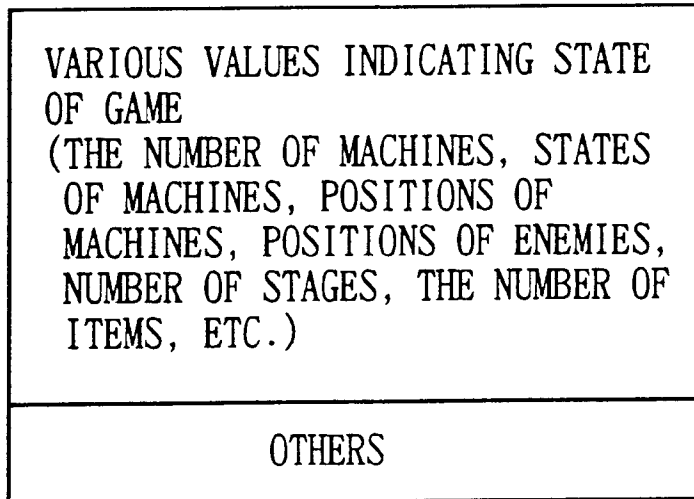 VARIOUS VALUES INDICATING STATE
OF GAME
(THE NUMBER OF MACHINES, STATES
OF MACHINES, POSITIONS OF
MACHINES, POSITIONS OF ENEMIES,
NUMBER OF STAGES, THE NUMBER OF
ITEMS, ETC.)
OTHERS